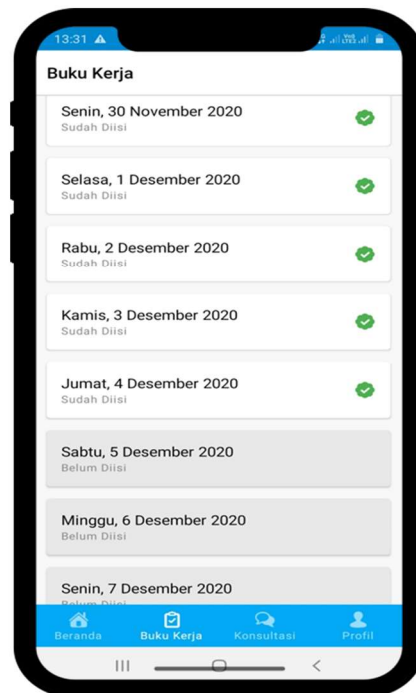 13:31
Buku Kerja
Senin, 30 November 2020
Sudah Diisi
Selasa, 1 Desember 2020
Sudah Diisi
Rabu, 2 Desember 2020
Sudah Diisi
Kamis, 3 Desember 2020
Sudah Diisi
Jumat, 4 Desember 2020
Sudah Diisi
Sabtu, 5 Desember 2020
Belum Diisi
Minggu, 6 Desember 2020
Belum Diisi
Senin, 7 Desember 2020
Belum Diisi
Beranda Buku Kerja Konsultasi Profil